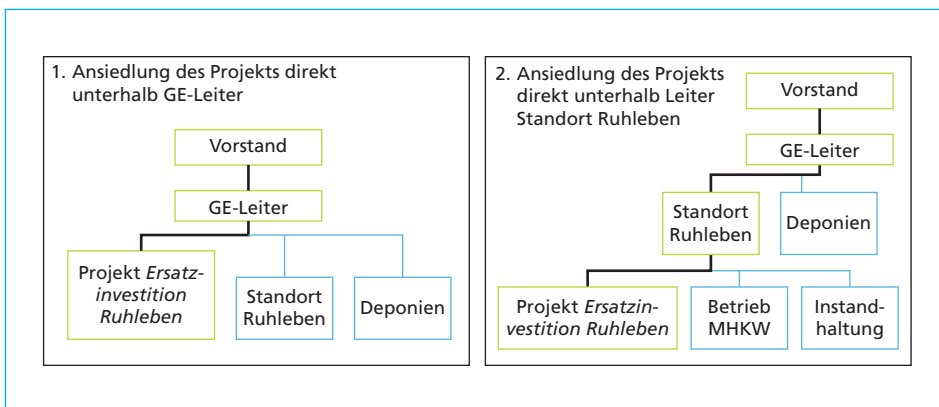 1. Ansiedlung des Projekts direkt
unterhalb GE-Leiter
Vorstand
GE-Leiter
Projekt Ersatz-
investition
Ruhleben
Standort
Ruhleben
Deponien
2. Ansiedlung des Projekts
direkt unterhalb Leiter
Standort Ruhleben
Vorstand
GE-Leiter
Standort
Ruhleben
Deponien
Projekt Ersatzin-
vestition Ruhleben
Betrieb
MHKW
Instand-
haltung